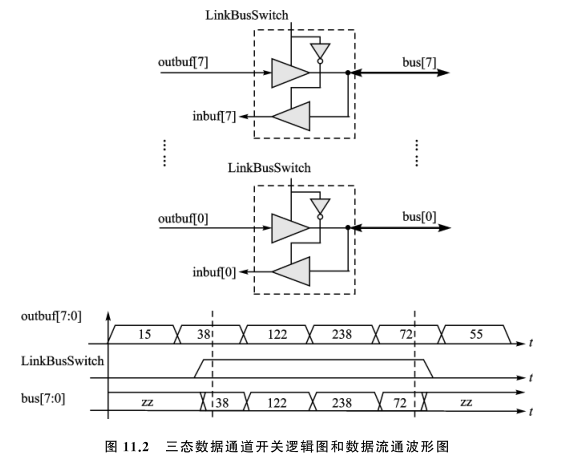 LinkBusSwitch
outbuf[7]
bus[7]
inbuf[7]
LinkBusSwitch
outbuf[0]
bus[0]
inbuf[0]
outbuf[7:0]
15 38 122 238 72 55
t
LinkBusSwitch
t
bus[7:0]
zz 38 122 238 72 zz
t
图 11.2 三态数据通道开关逻辑图和数据流通波形图